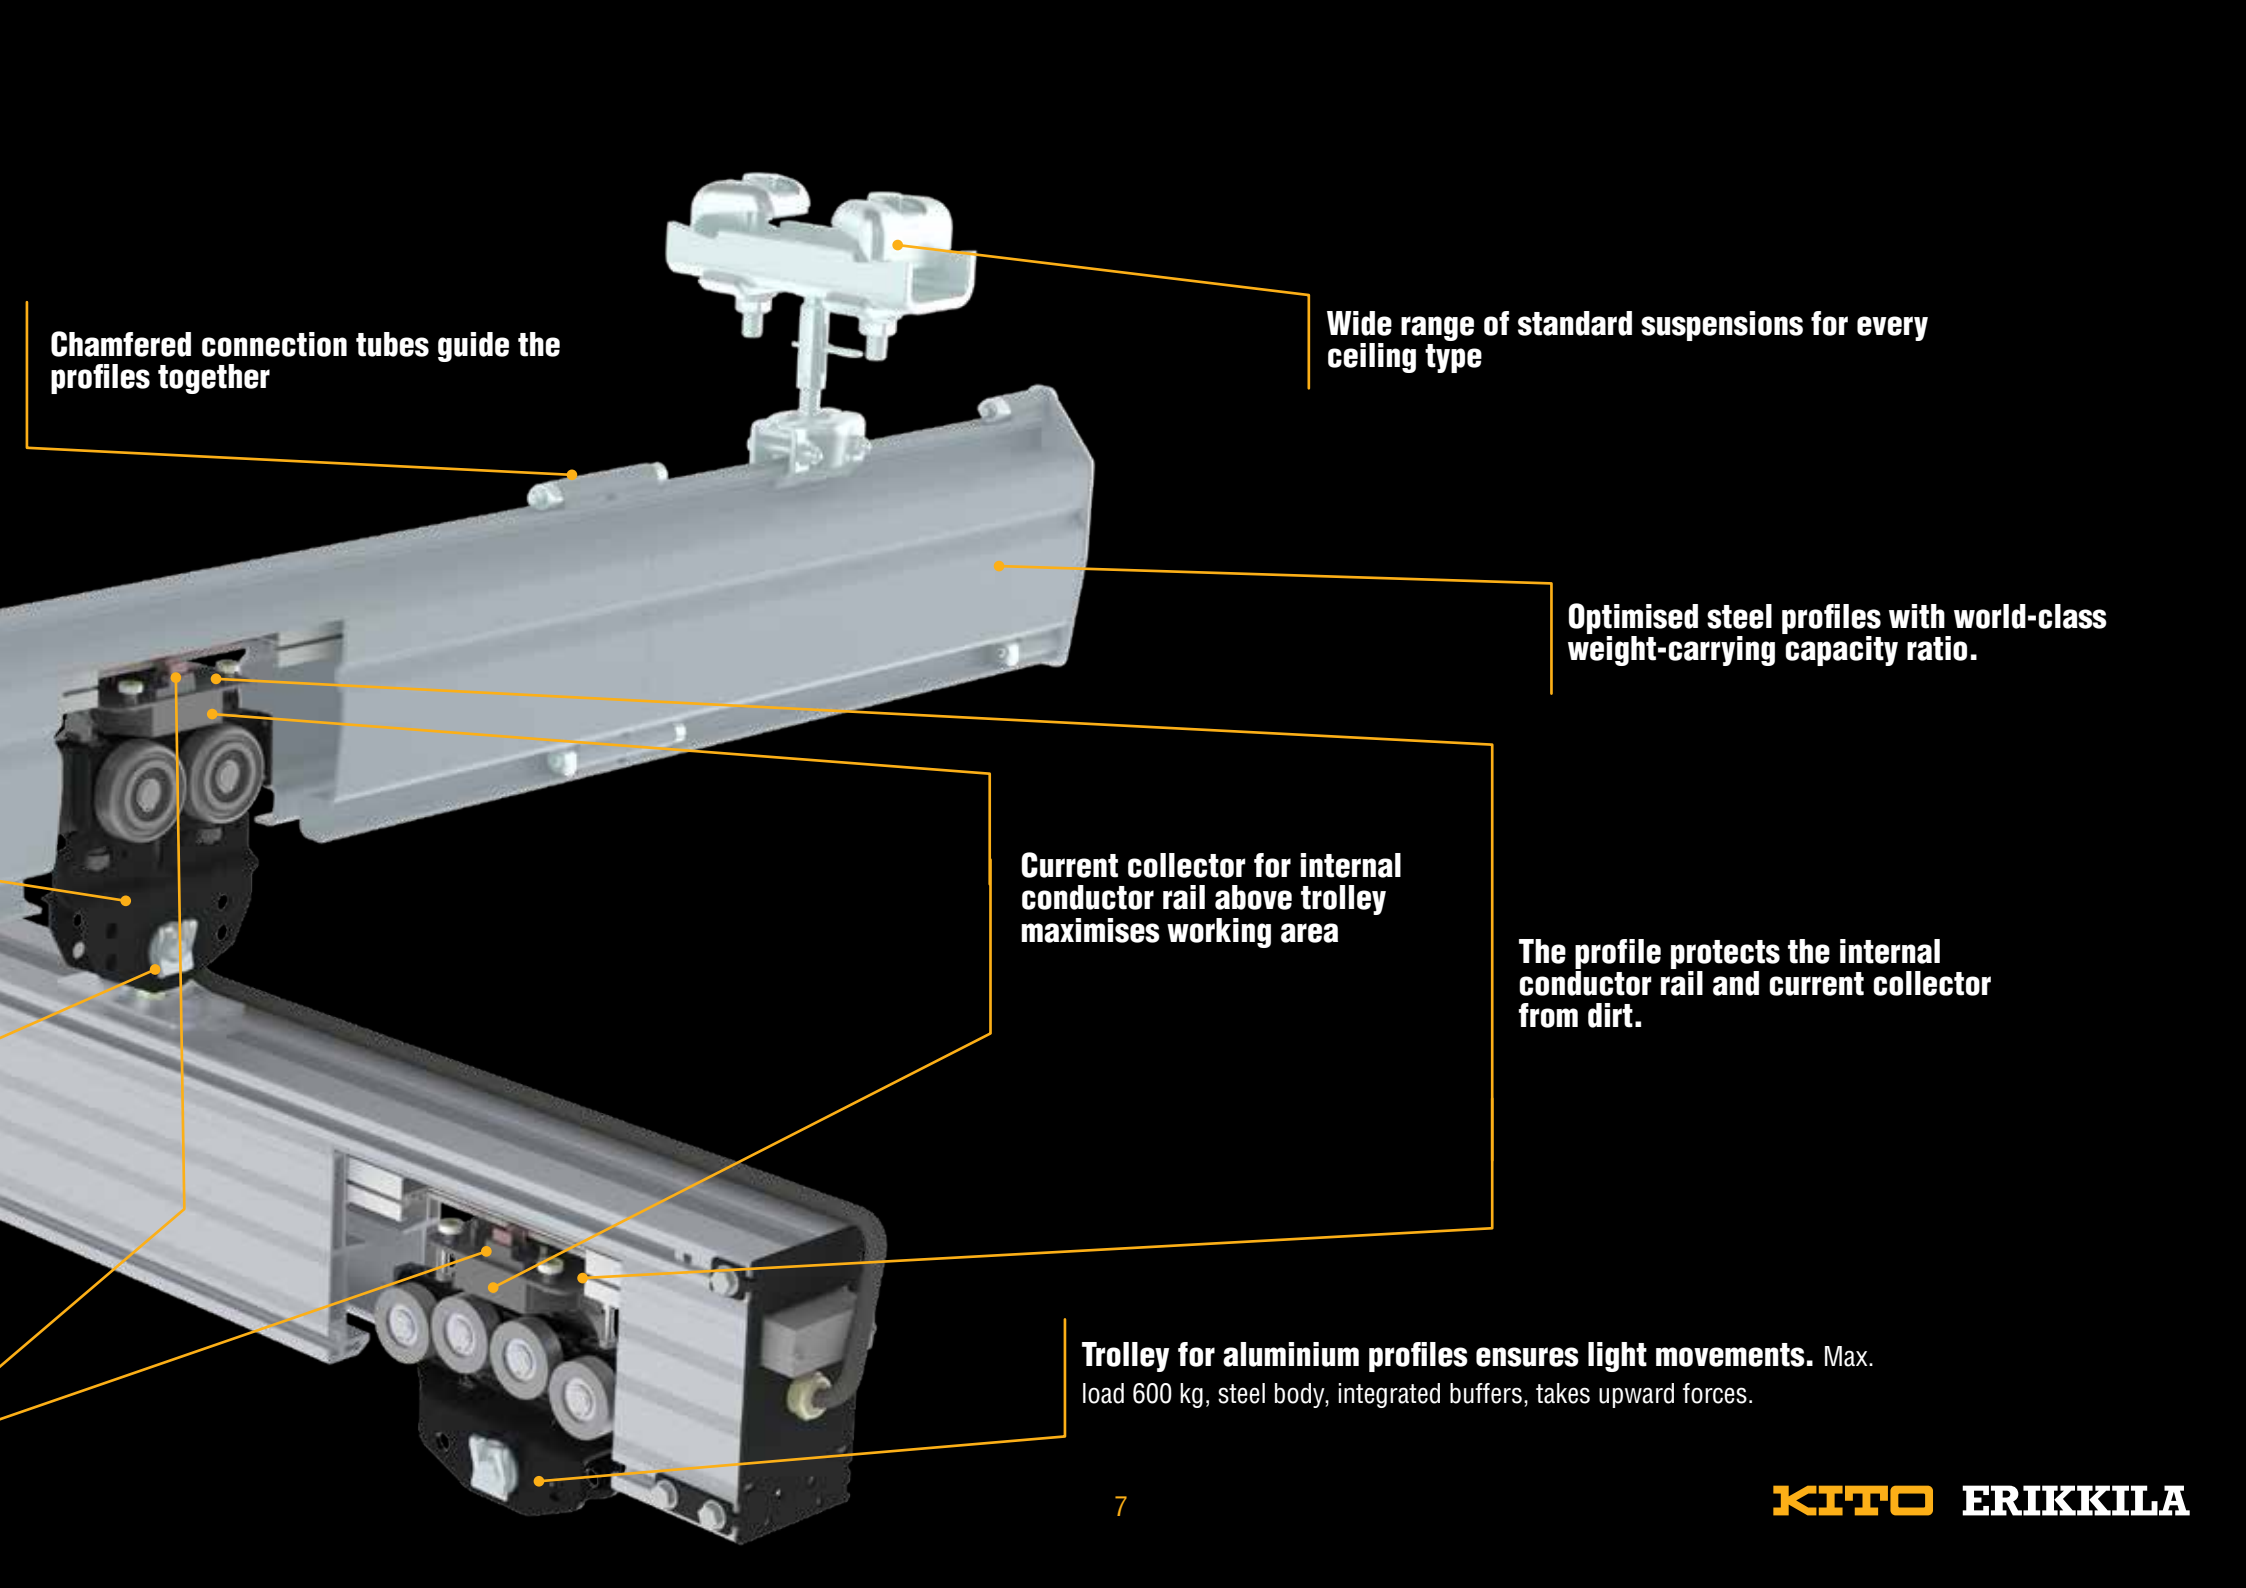 Wide range of standard suspensions for every
ceiling type
Chamfered connection tubes guide the
profiles together
Optimised steel profiles with world-class
weight-carrying capacity ratio.
Current collector for internal
conductor rail above trolley
maximises working area
The profile protects the internal
conductor rail and current collector
from dirt.
Trolley for aluminium profiles ensures light movements. Max.
load 600 kg, steel body, integrated buffers, takes upward forces.
7
KITO ERIKKILA